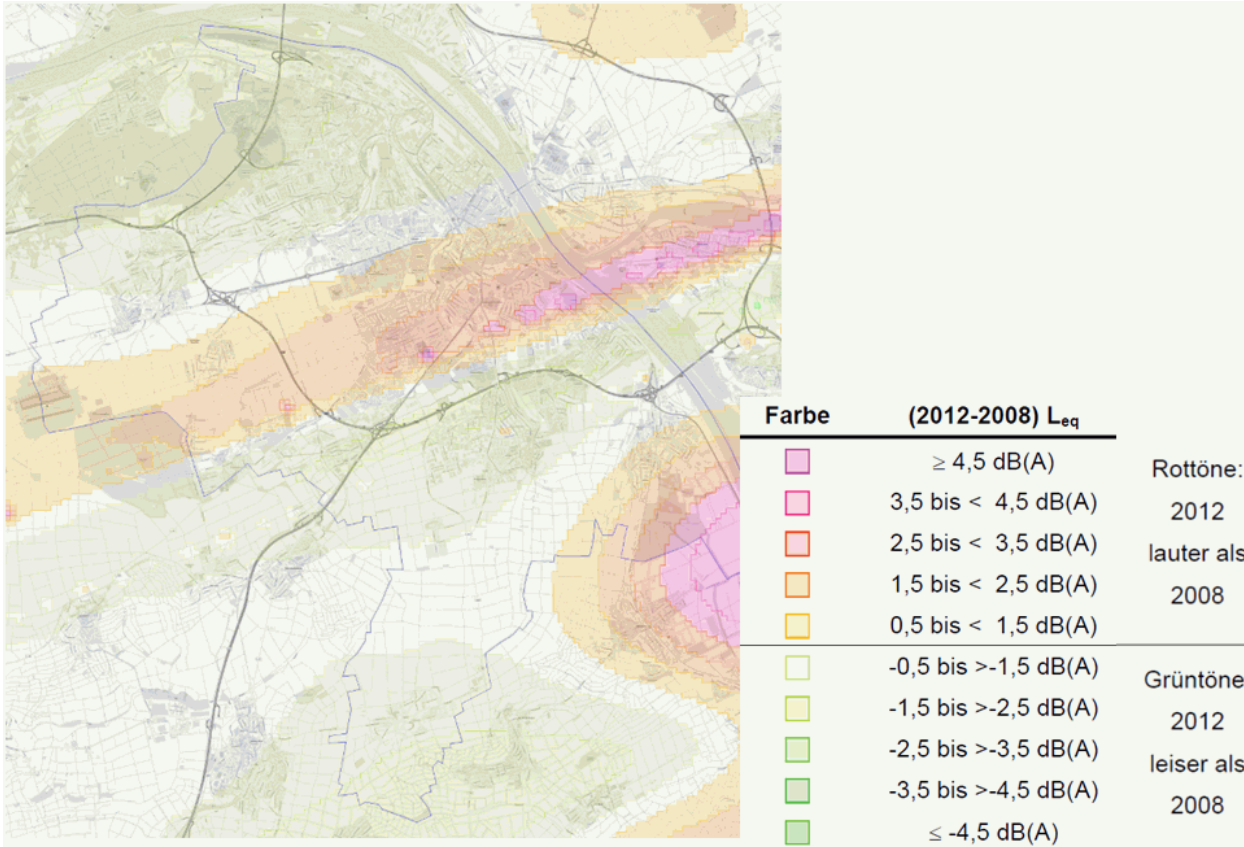 Farbe (2012-2008) Leq
≥ 4,5 dB(A)
3,5 bis < 4,5 dB(A)
2,5 bis < 3,5 dB(A)
1,5 bis < 2,5 dB(A)
0,5 bis < 1,5 dB(A)
Rottöne:
2012
lauter als
2008
-0,5 bis >-1,5 dB(A)
-1,5 bis >-2,5 dB(A)
-2,5 bis >-3,5 dB(A)
-3,5 bis >-4,5 dB(A)
≤ -4,5 dB(A)
Grüntöne
2012
leiser als
2008